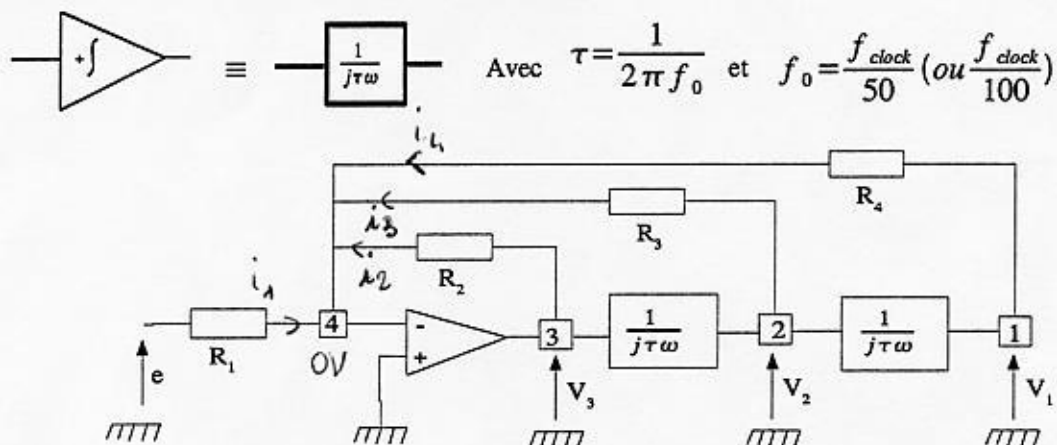 +∫ ≡ 1/jτω Avec τ = 1/2πf₀ et f₀ = f_clock/50 (ou f_clock/100)
i₄
R₄
i₃ R₃
i₂ R₂
i₁
R₁ 4 - + 3 1/jτω 2 1/jτω 1
0V
e V₃ V₂ V₁